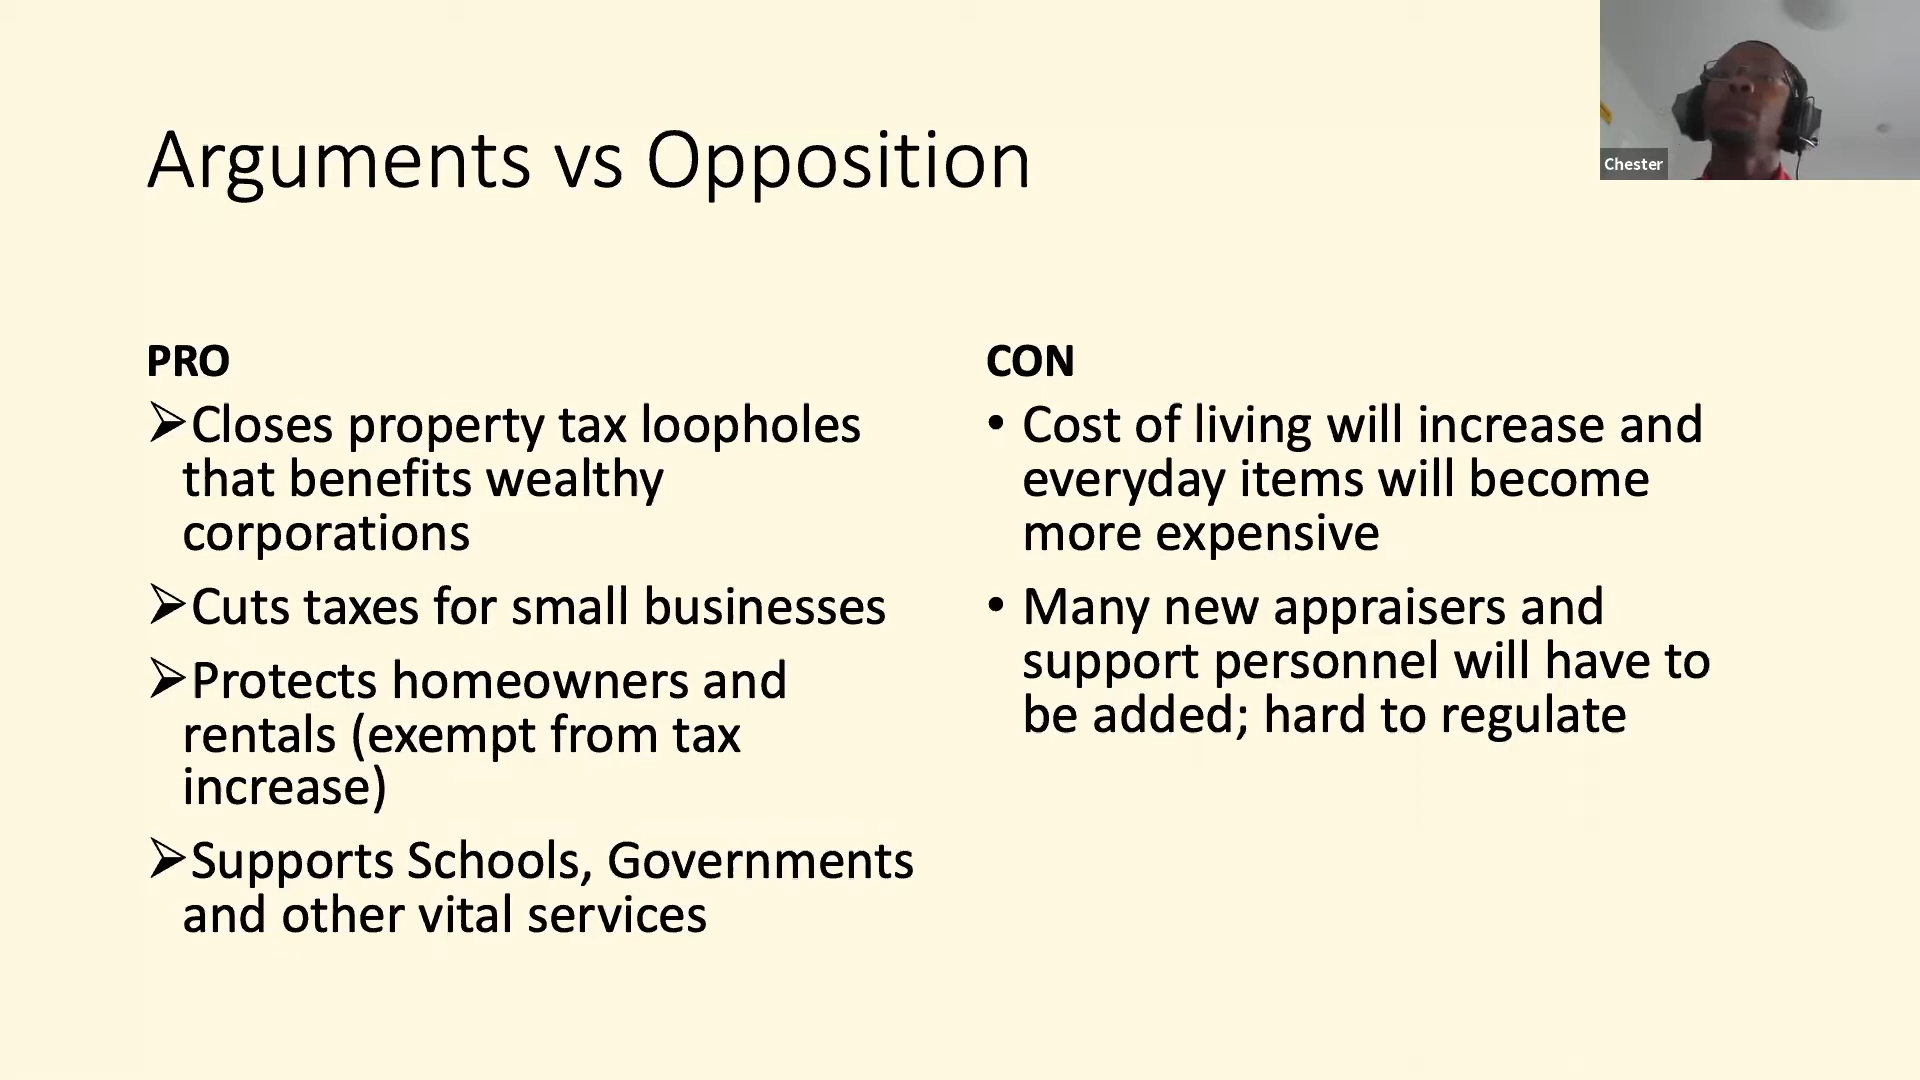 Arguments vs Opposition
Chester
PRO
➢Closes property tax loopholes
that benefits wealthy
corporations
➢Cuts taxes for small businesses
➢Protects homeowners and
rentals (exempt from tax
increase)
➢Supports Schools, Governments
and other vital services
CON
• Cost of living will increase and
everyday items will become
more expensive
• Many new appraisers and
support personnel will have to
be added; hard to regulate